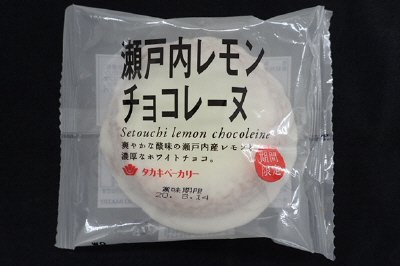 瀬戸内レモン
チョコレーヌ
Setouchi lemon chocoleine
爽やかな酸味の瀬戸内産レモンと
濃厚なホワイトチョコ。
期間
限定
タカキベーカリー
賞味期限
20. 8.14